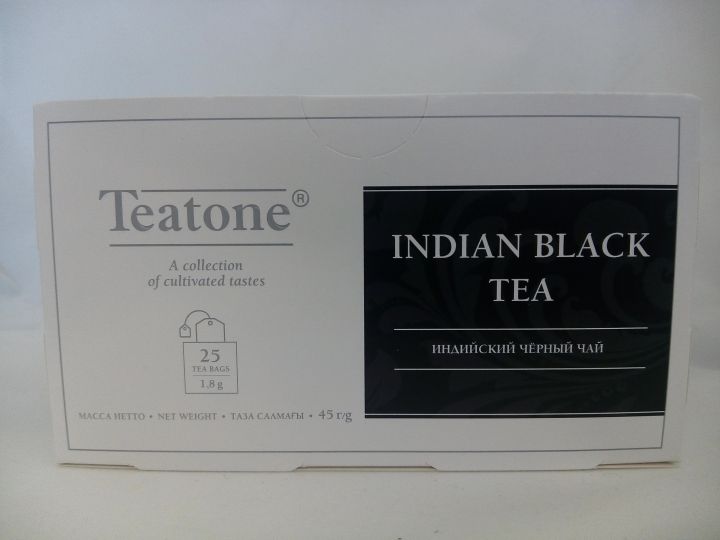 Teatone®
A collection
of cultivated tastes
25
TEA BAGS
1,8 g
МАССА НЕТТО • NET WEIGHT • ТАЗА САЛМАҒЫ • 45 г/g
INDIAN BLACK
TEA
ИНДИЙСКИЙ ЧЁРНЫЙ ЧАЙ